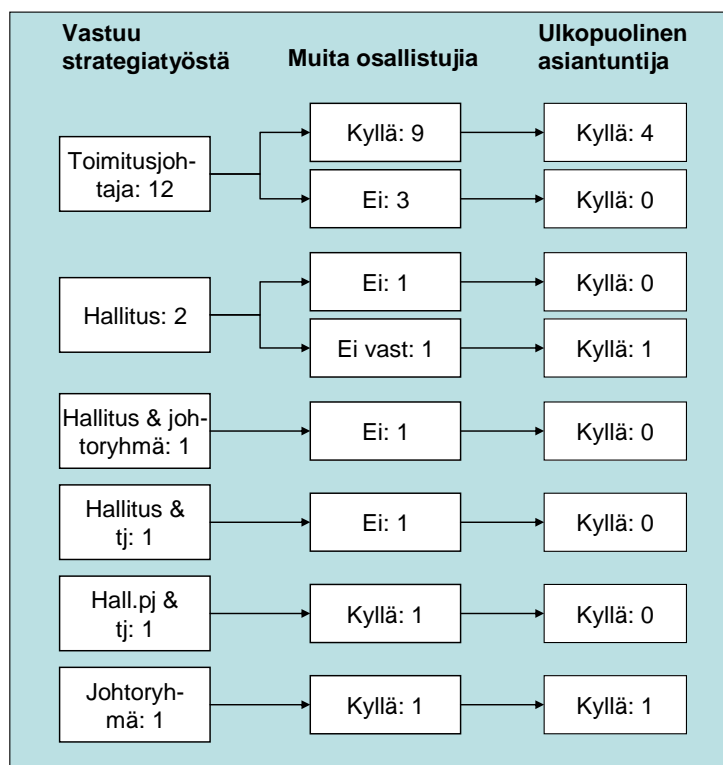 Vastuu
strategiatyöstä
Muita osallistujia
Ulkopuolinen
asiantuntija
Toimitusjoh-
taja: 12
Kyllä: 9
Kyllä: 4
Ei: 3
Kyllä: 0
Hallitus: 2
Ei: 1
Kyllä: 0
Ei vast: 1
Kyllä: 1
Hallitus & joh-
toryhmä: 1
Ei: 1
Kyllä: 0
Hallitus &
tj: 1
Ei: 1
Kyllä: 0
Hall.pj &
tj: 1
Kyllä: 1
Kyllä: 0
Johtoryh-
mä: 1
Kyllä: 1
Kyllä: 1